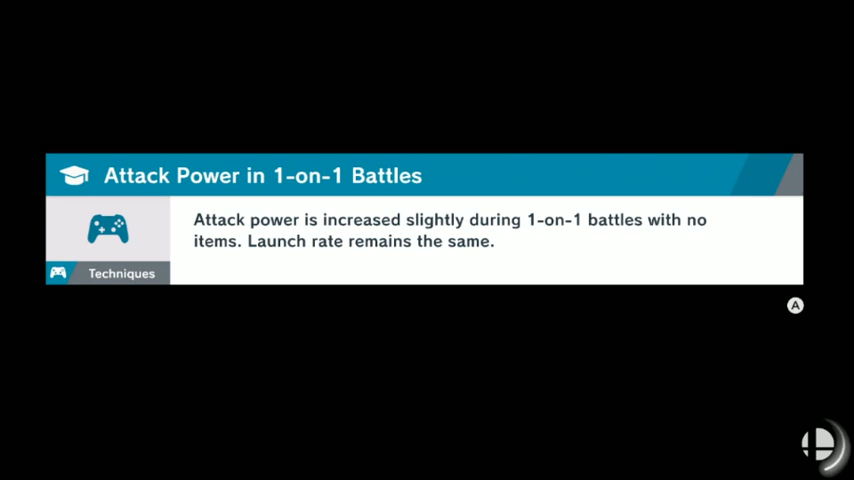 Attack Power in 1-on-1 Battles
Attack power is increased slightly during 1-on-1 battles with no
items. Launch rate remains the same.
Techniques
A